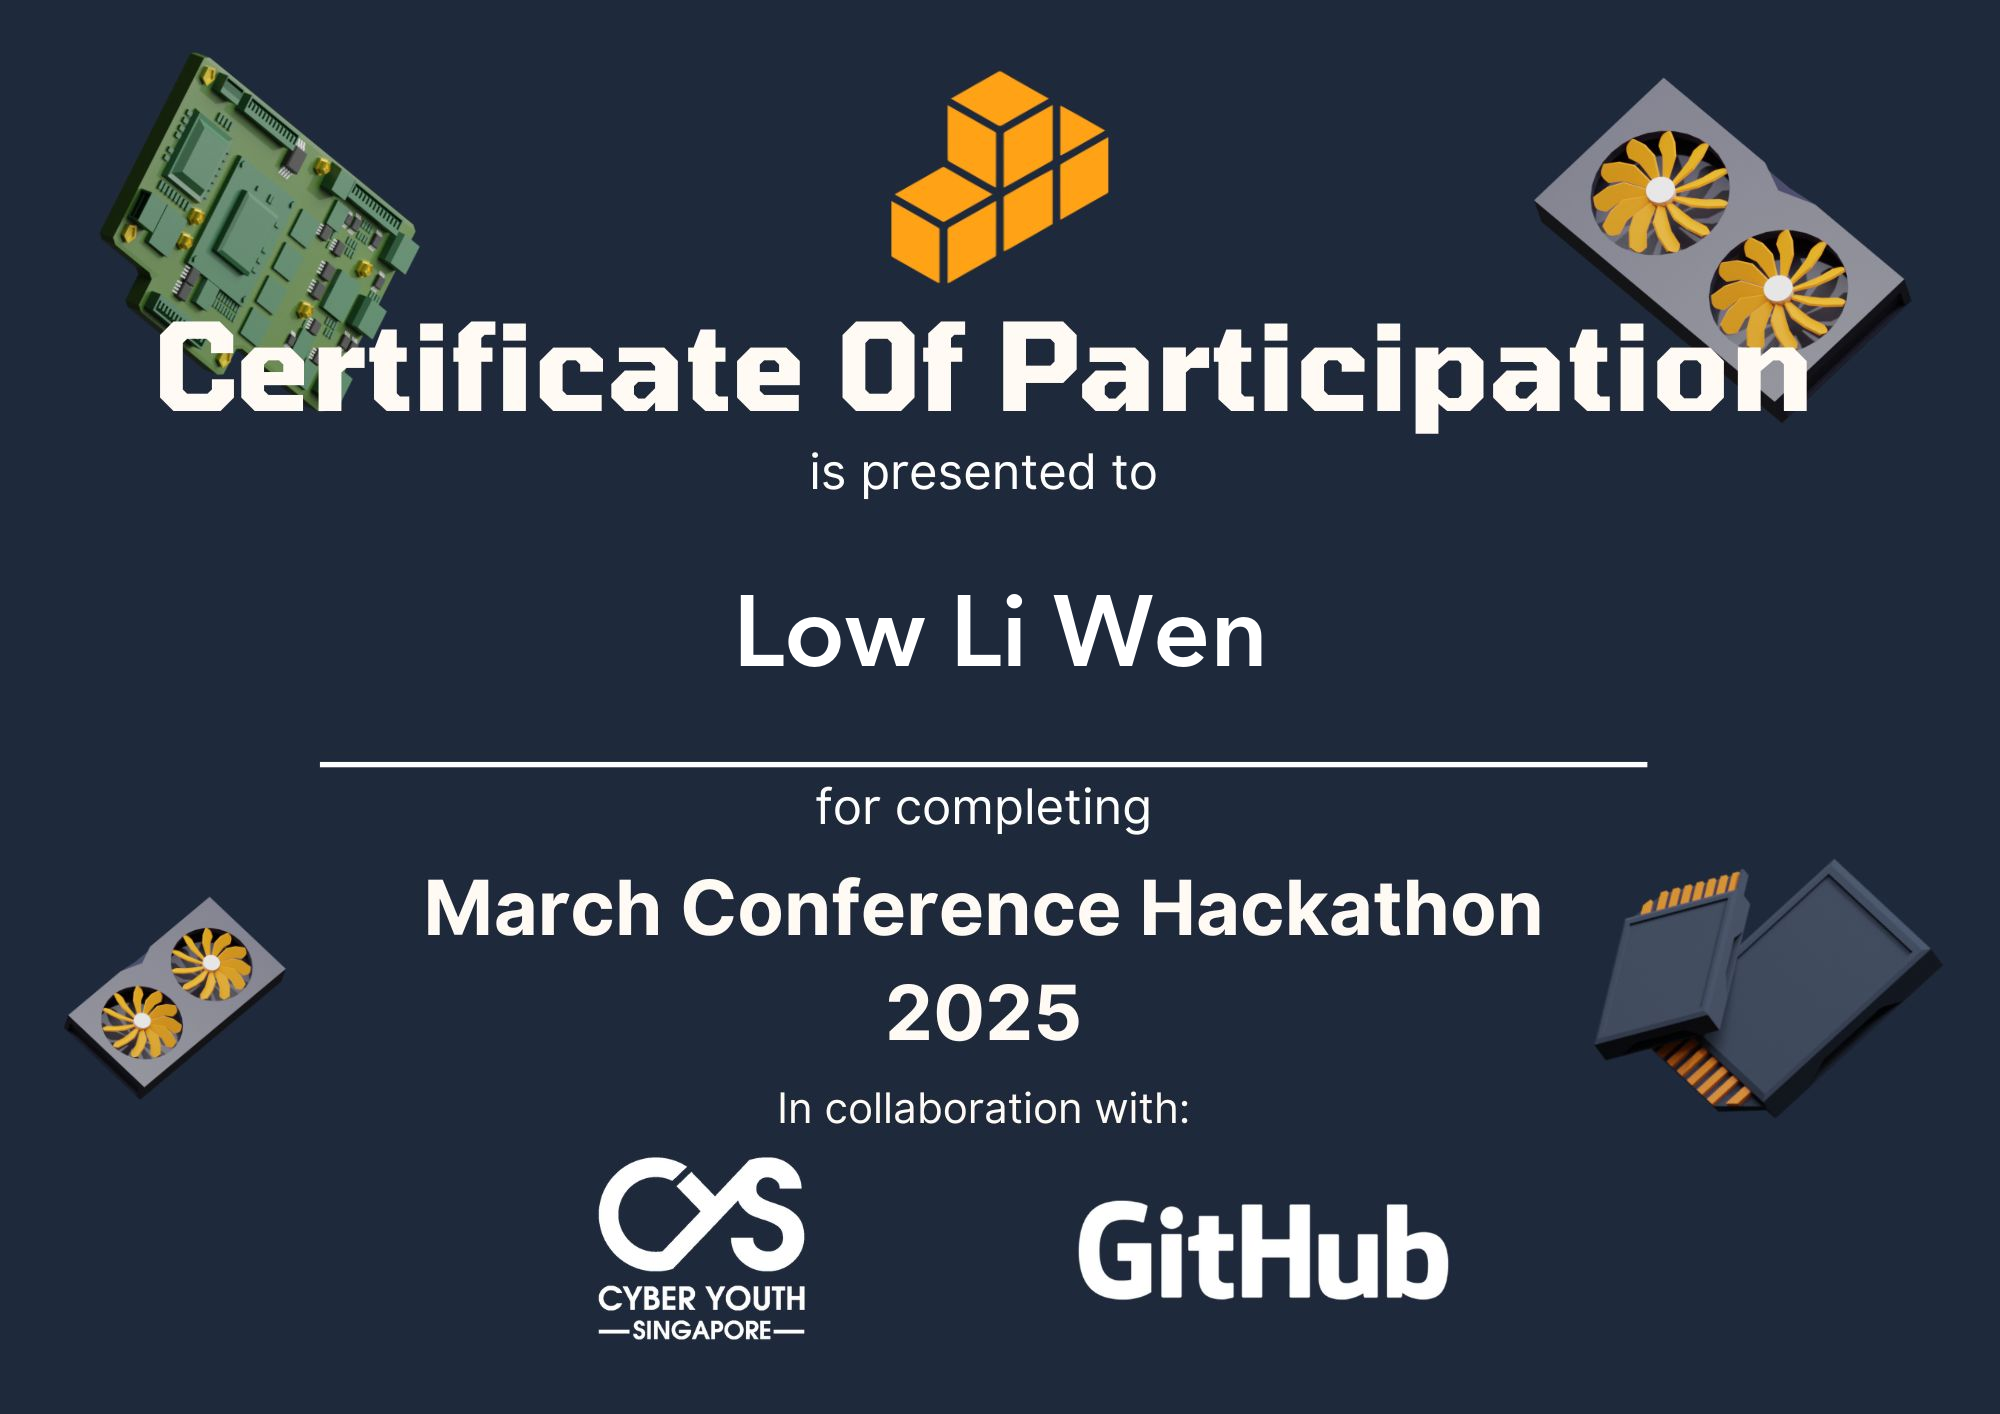 Certificate Of Participation
is presented to
Low Li Wen
for completing
March Conference Hackathon
2025
In collaboration with:
CYS
CYBER YOUTH
SINGAPORE
GitHub